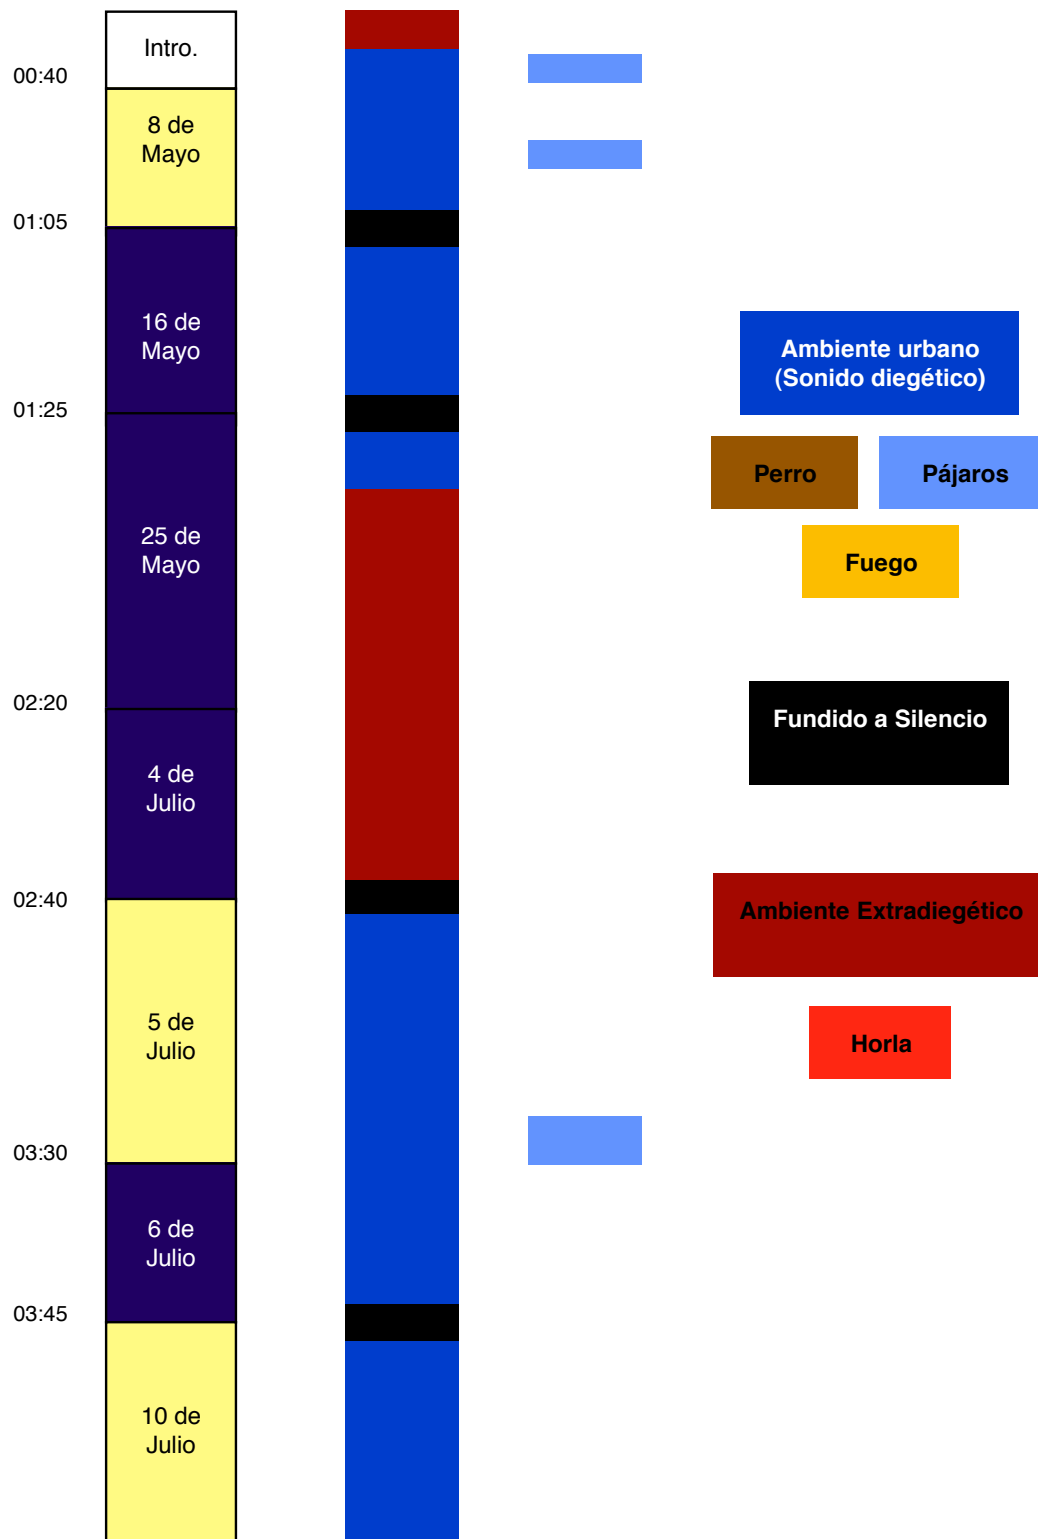 Intro.
00:40
8 de
Mayo
01:05
16 de
Mayo
01:25
25 de
Mayo
02:20
4 de
Julio
02:40
5 de
Julio
03:30
6 de
Julio
03:45
10 de
Julio
Ambiente urbano
(Sonido diegético)
Perro
Pájaros
Fuego
Fundido a Silencio
Ambiente Extradiegético
Horla